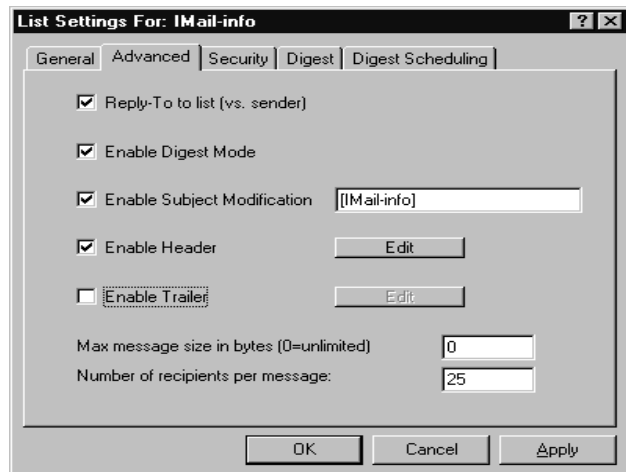 List Settings For: IMail-info
General Advanced Security Digest Digest Scheduling
Reply-To to list (vs. sender)
Enable Digest Mode
Enable Subject Modification [IMail-info]
Enable Header Edit
Enable Trailer Edit
Max message size in bytes (0=unlimited) 0
Number of recipients per message: 25
OK Cancel Apply